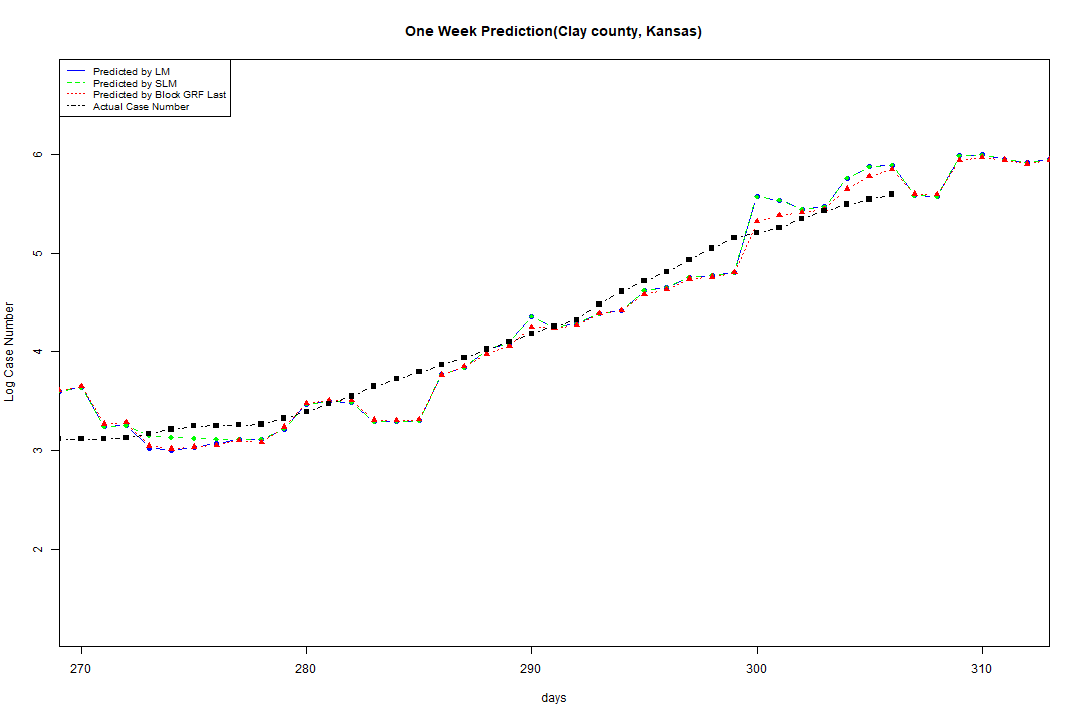 One Week Prediction(Clay county, Kansas)
Predicted by LM
Predicted by SLM
Predicted by Block GRF Last
Actual Case Number
6
5
4
3
2
Log Case Number
270 280 290 300 310
days